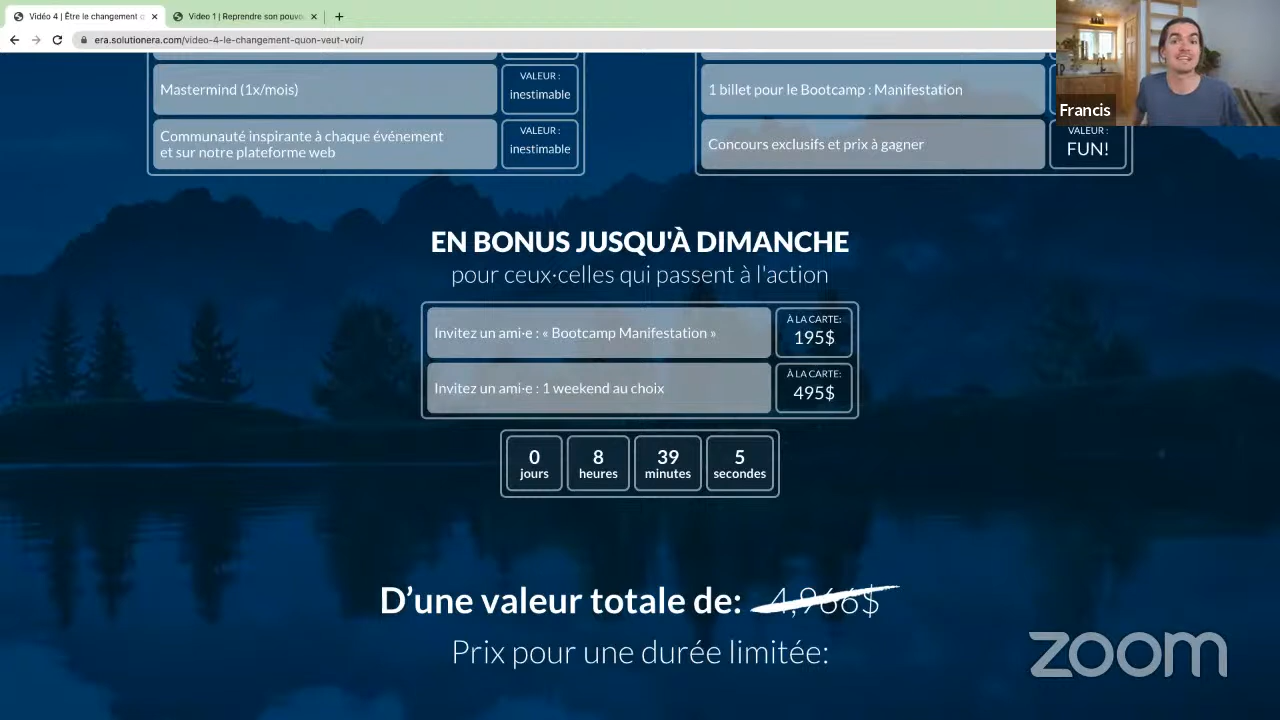 Vidéo 4 | Être le changement q
Video 1 | Reprendre son pouvo
era.solutionera.com/video-4-le-changement-quon-veut-voir/
Francis
Mastermind (1x/mois)
VALEUR :
inestimable
Communauté inspirante à chaque événement
et sur notre plateforme web
VALEUR :
inestimable
1 billet pour le Bootcamp : Manifestation
Concours exclusifs et prix à gagner
VALEUR :
FUN!
EN BONUS JUSQU'À DIMANCHE
pour ceux·celles qui passent à l'action
Invitez un ami·e : « Bootcamp Manifestation »
À LA CARTE:
195$
Invitez un ami·e : 1 weekend au choix
À LA CARTE:
495$
0
jours
8
heures
39
minutes
5
secondes
D’une valeur totale de: 4,966$
Prix pour une durée limitée:
zoom